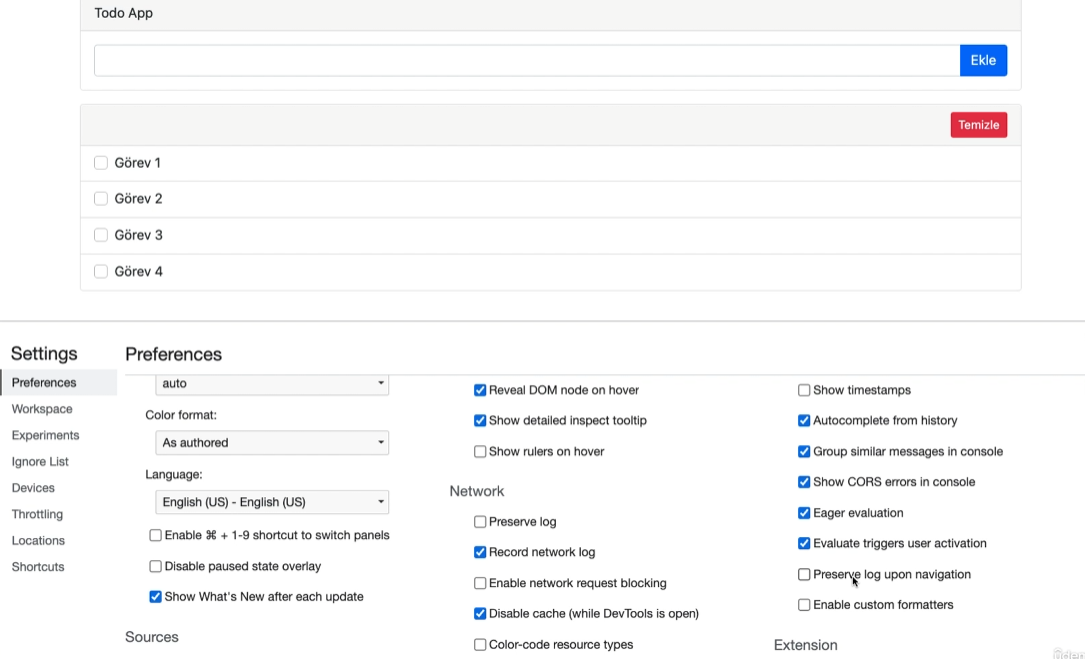 Todo App
Ekle
Temizle
Görev 1
Görev 2
Görev 3
Görev 4
Settings
Preferences
Workspace
Experiments
Ignore List
Devices
Throttling
Locations
Shortcuts
Preferences
auto
Color format:
As authored
Language:
English (US) - English (US)
Enable ⌘ + 1-9 shortcut to switch panels
Disable paused state overlay
Show What's New after each update
Sources
Reveal DOM node on hover
Show detailed inspect tooltip
Show rulers on hover
Network
Preserve log
Record network log
Enable network request blocking
Disable cache (while DevTools is open)
Color-code resource types
Show timestamps
Autocomplete from history
Group similar messages in console
Show CORS errors in console
Eager evaluation
Evaluate triggers user activation
Preserve log upon navigation
Enable custom formatters
Extension